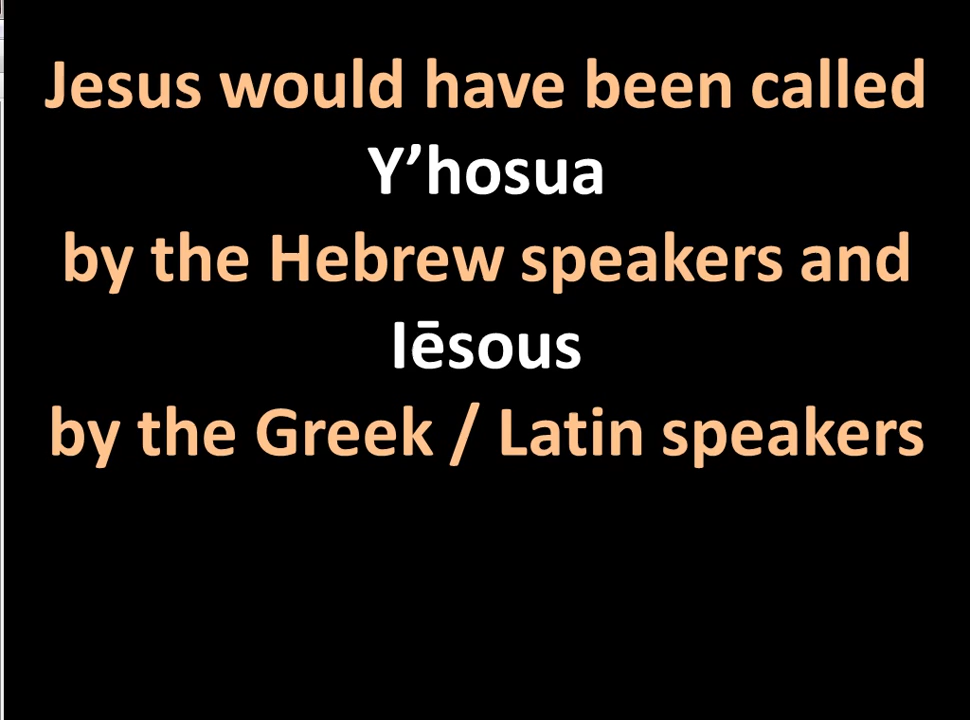 Jesus would have been called
Y’hosua
by the Hebrew speakers and
Iēsous
by the Greek / Latin speakers